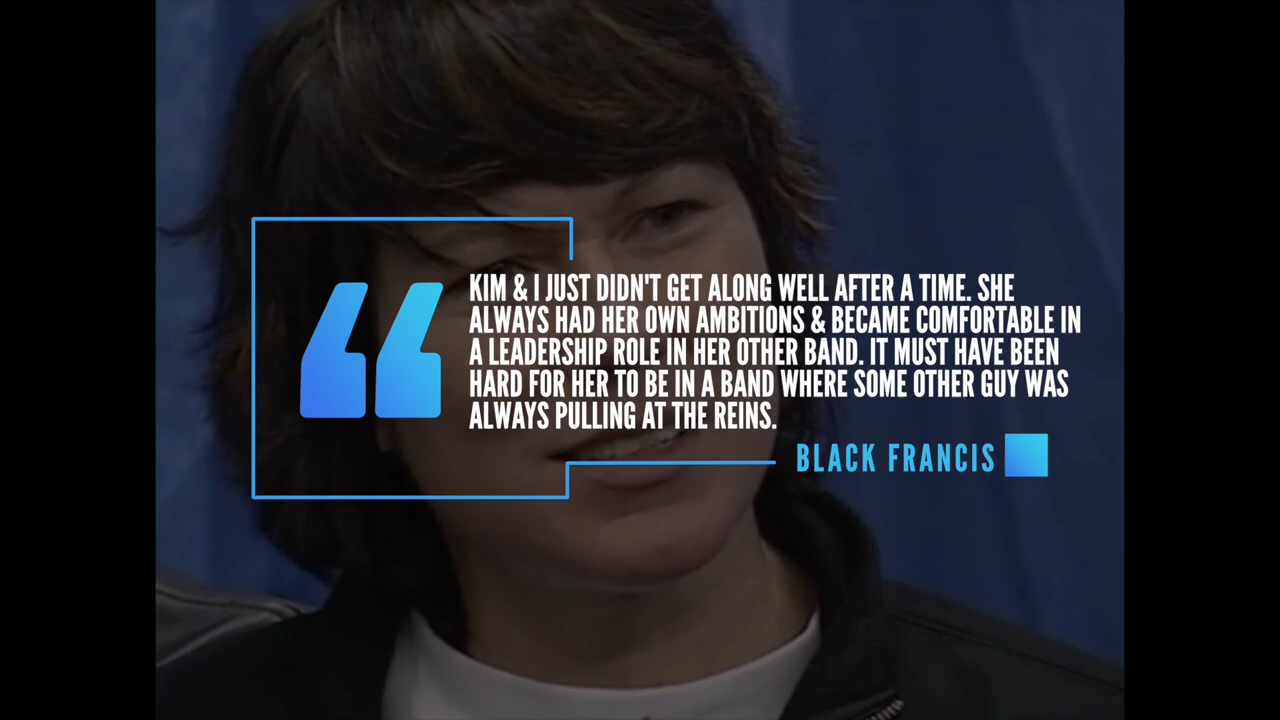 KIM & I JUST DIDN'T GET ALONG WELL AFTER A TIME. SHE
ALWAYS HAD HER OWN AMBITIONS & BECAME COMFORTABLE IN
A LEADERSHIP ROLE IN HER OTHER BAND. IT MUST HAVE BEEN
HARD FOR HER TO BE IN A BAND WHERE SOME OTHER GUY WAS
ALWAYS PULLING AT THE REINS.
BLACK FRANCIS